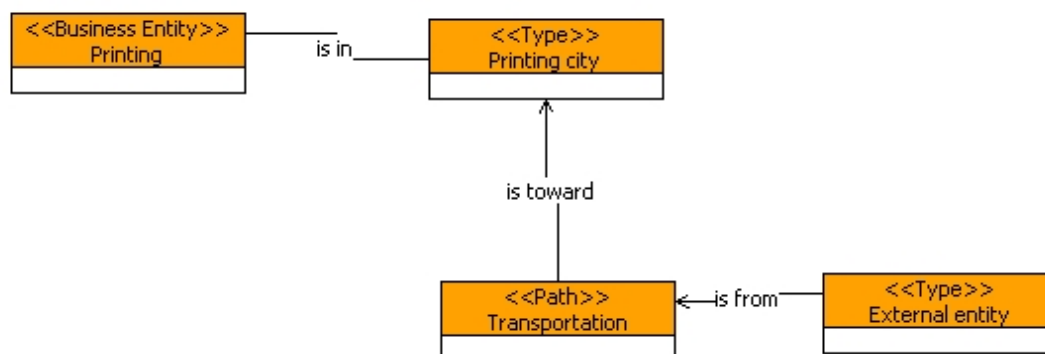 <<Business Entity>>
Printing
is in
<<Type>>
Printing city
is toward
<<Path>>
Transportation
is from
<<Type>>
External entity